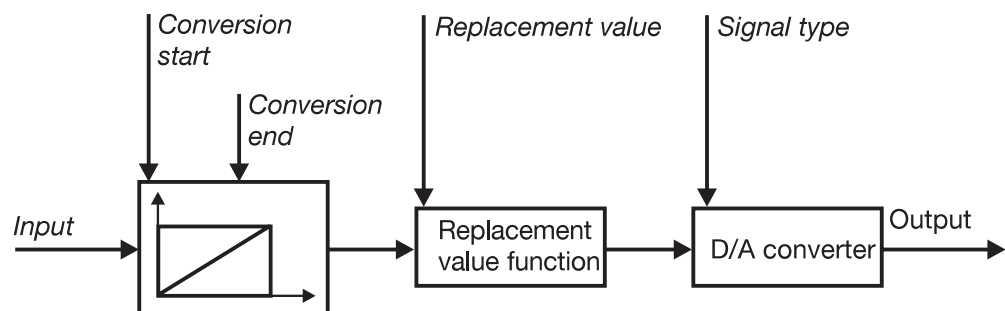 Conversion
start
Replacement value
Signal type
Conversion
end
Input
Replacement
value function
D/A converter
Output